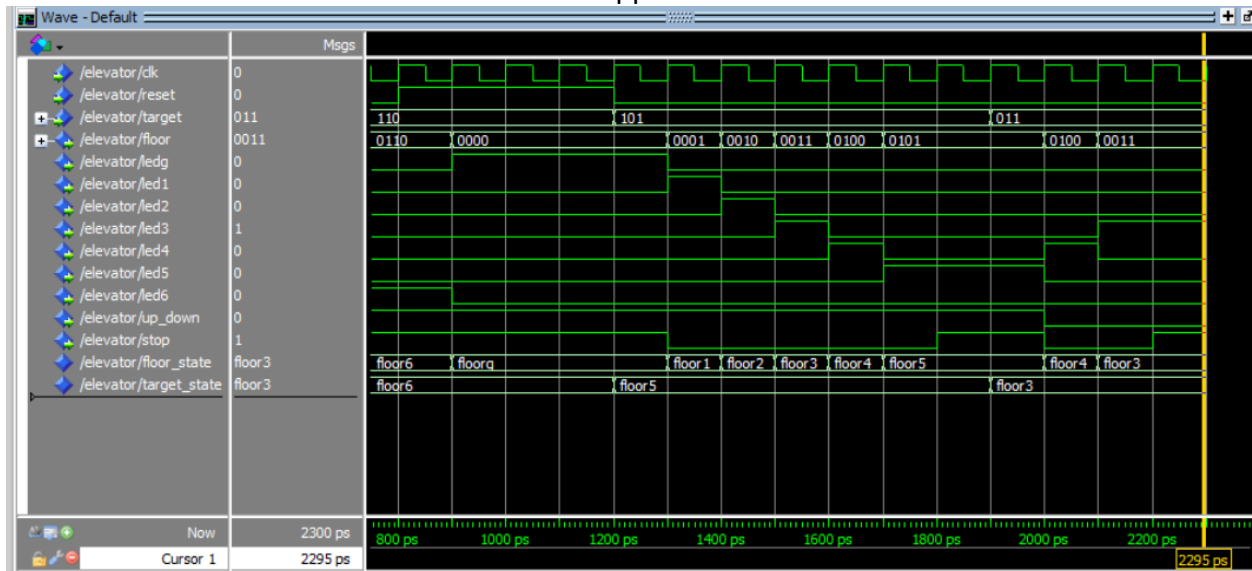 Wave - Default
Msgs
/elevator/clk 0
/elevator/reset 0
/elevator/target 011 110 101 011
/elevator/floor 0011 0110 0000 0001 0010 0011 0100 0101 0100 0011
/elevator/ledg 0
/elevator/led1 0
/elevator/led2 0
/elevator/led3 1
/elevator/led4 0
/elevator/led5 0
/elevator/led6 0
/elevator/up_down 0
/elevator/stop 1
/elevator/floor_state floor3 floor6 floorg floor1 floor2 floor3 floor4 floor5 floor4 floor3
/elevator/target_state floor3 floor6 floor5 floor3
Now 2300 ps 800 ps 1000 ps 1200 ps 1400 ps 1600 ps 1800 ps 2000 ps 2200 ps
Cursor 1 2295 ps 2295 ps